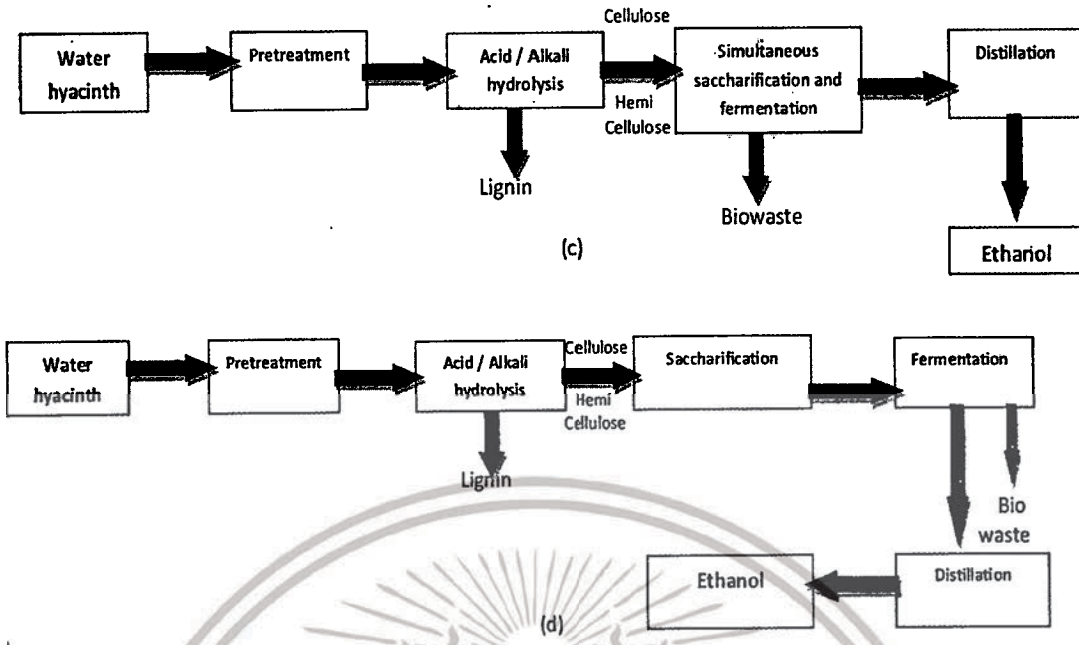 Water
hyacinth
Pretreatment
Acid / Alkali
hydrolysis
Cellulose
Hemi
Cellulose
Simultaneous
saccharification and
fermentation
Distillation
Lignin
Biowaste
Ethanol
(c)
Water
hyacinth
Pretreatment
Acid / Alkali
hydrolysis
Cellulose
Hemi
Cellulose
Saccharification
Fermentation
Lignin
Bio
waste
Ethanol
Distillation
(d)